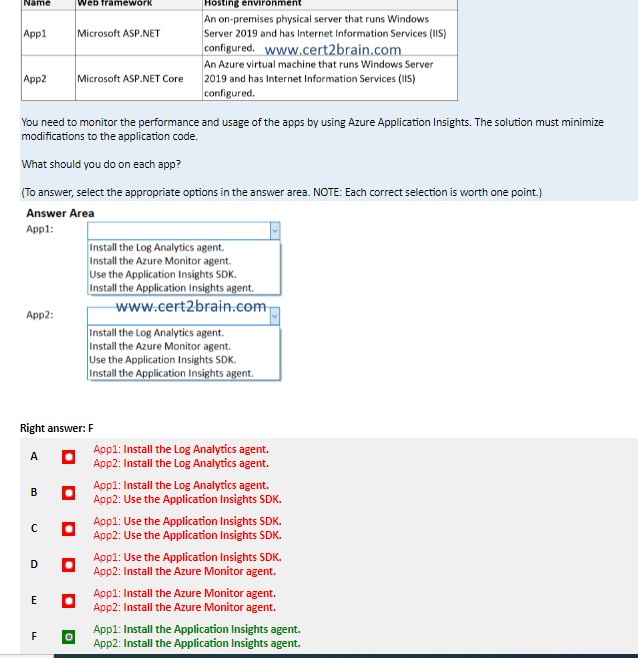 Name Web framework Hosting environment
App1 Microsoft ASP.NET An on-premises physical server that runs Windows
Server 2019 and has Internet Information Services (IIS)
configured. www.cert2brain.com
App2 Microsoft ASP.NET Core An Azure virtual machine that runs Windows Server
2019 and has Internet Information Services (IIS)
configured.
You need to monitor the performance and usage of the apps by using Azure Application Insights. The solution must minimize
modifications to the application code.
What should you do on each app?
(To answer, select the appropriate options in the answer area. NOTE: Each correct selection is worth one point.)
Answer Area
App1:
Install the Log Analytics agent.
Install the Azure Monitor agent.
Use the Application Insights SDK.
Install the Application Insights agent.
www.cert2brain.com
App2:
Install the Log Analytics agent.
Install the Azure Monitor agent.
Use the Application Insights SDK.
Install the Application Insights agent.
Right answer: F
A App1: Install the Log Analytics agent.
App2: Install the Log Analytics agent.
B App1: Install the Log Analytics agent.
App2: Use the Application Insights SDK.
C App1: Use the Application Insights SDK.
App2: Use the Application Insights SDK.
D App1: Use the Application Insights SDK.
App2: Install the Azure Monitor agent.
E App1: Install the Azure Monitor agent.
App2: Install the Azure Monitor agent.
F App1: Install the Application Insights agent.
App2: Install the Application Insights agent.